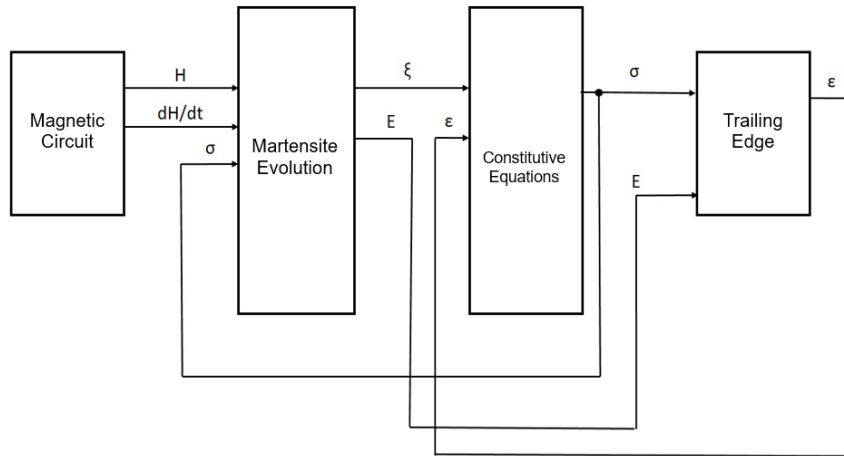 H
dH/dt
σ
Magnetic
Circuit
Martensite
Evolution
ξ
E
ε
Constitutive
Equations
σ
E
Trailing
Edge
ε